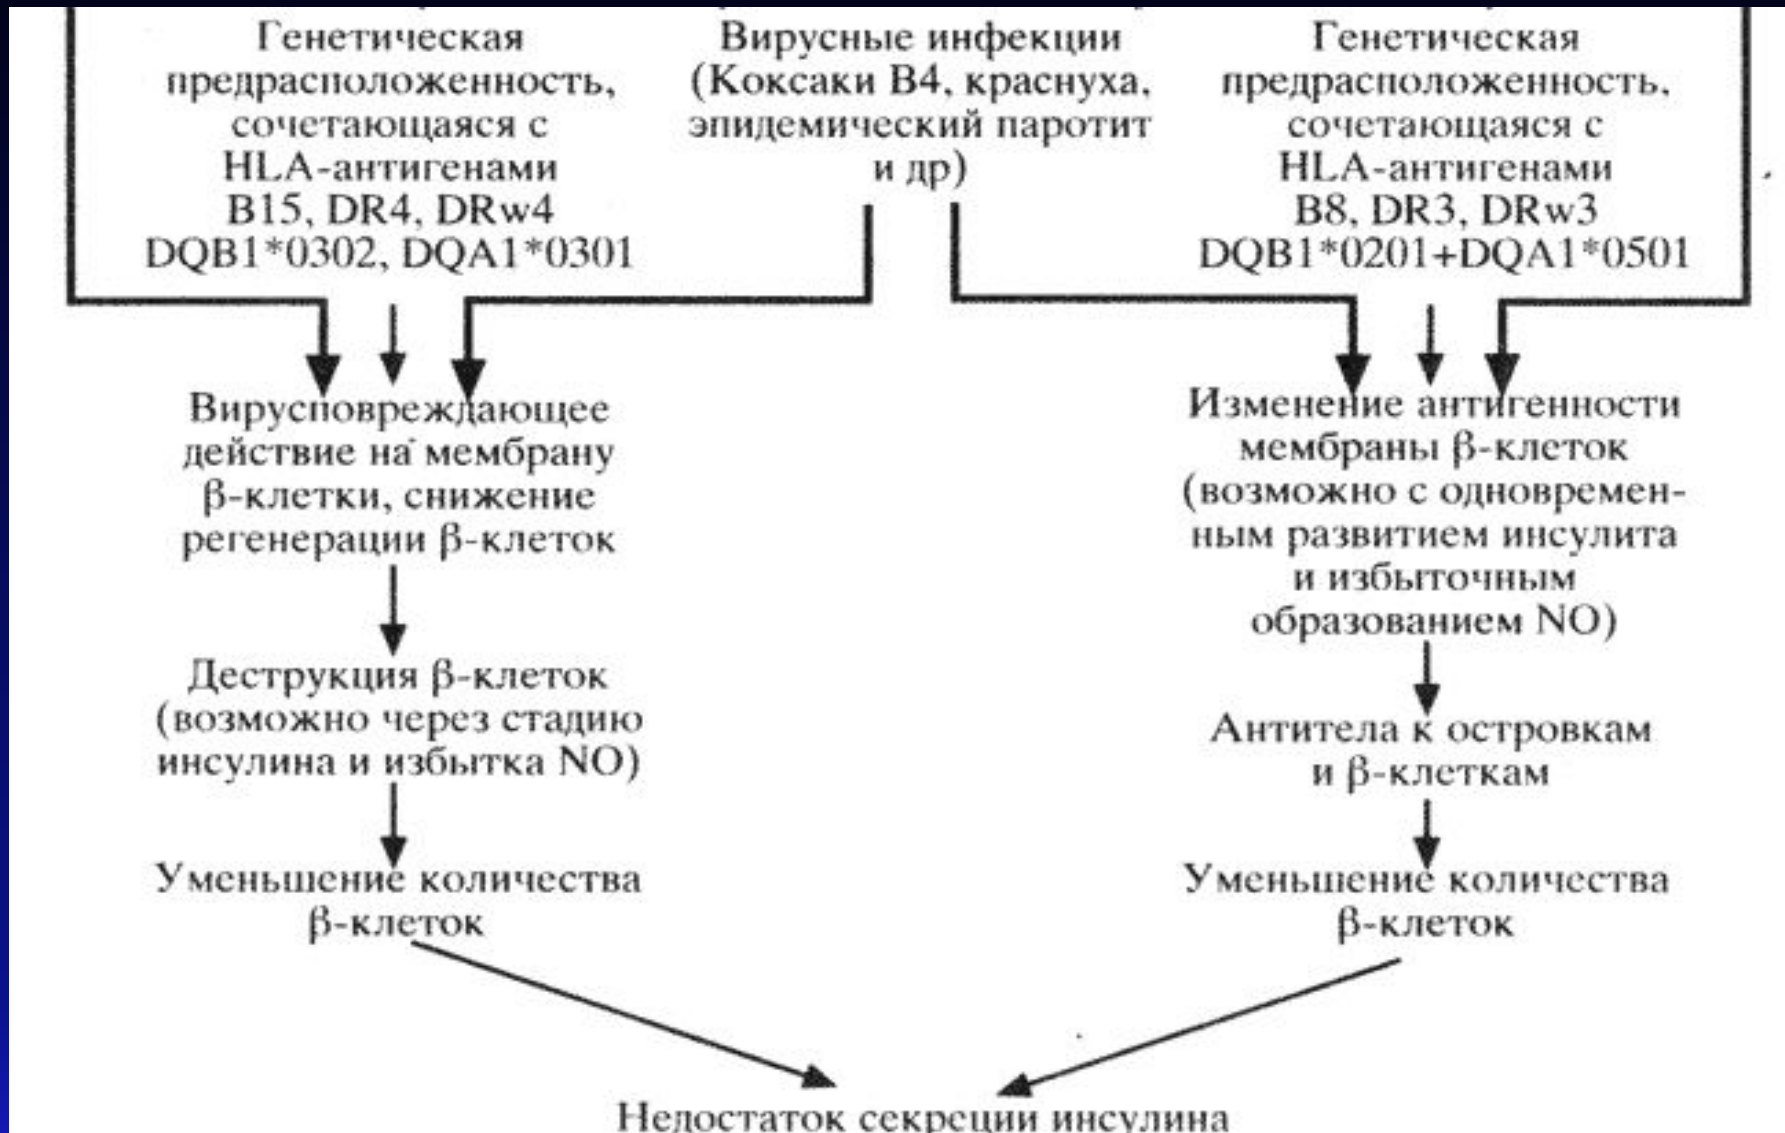 Генетическая
предрасположенность,
сочетающаяся с
HLA-антигенами
B15, DR4, DRw4
DQB1*0302, DQA1*0301
Вирусные инфекции
(Коксаки B4, краснуха,
эпидемический паротит
и др)
Генетическая
предрасположенность,
сочетающаяся с
HLA-антигенами
B8, DR3, DRw3
DQB1*0201+DQA1*0501
Вирусповреждающее
действие на мембрану
β-клетки, снижение
регенерации β-клеток
Изменение антигенности
мембраны β-клеток
(возможно с одновремен-
ным развитием инсулита
и избыточным
образованием NO)
Деструкция β-клеток
(возможно через стадию
инсулина и избытка NO)
Антитела к островкам
и β-клеткам
Уменьшение количества
β-клеток
Уменьшение количества
β-клеток
Недостаток секреции инсулина